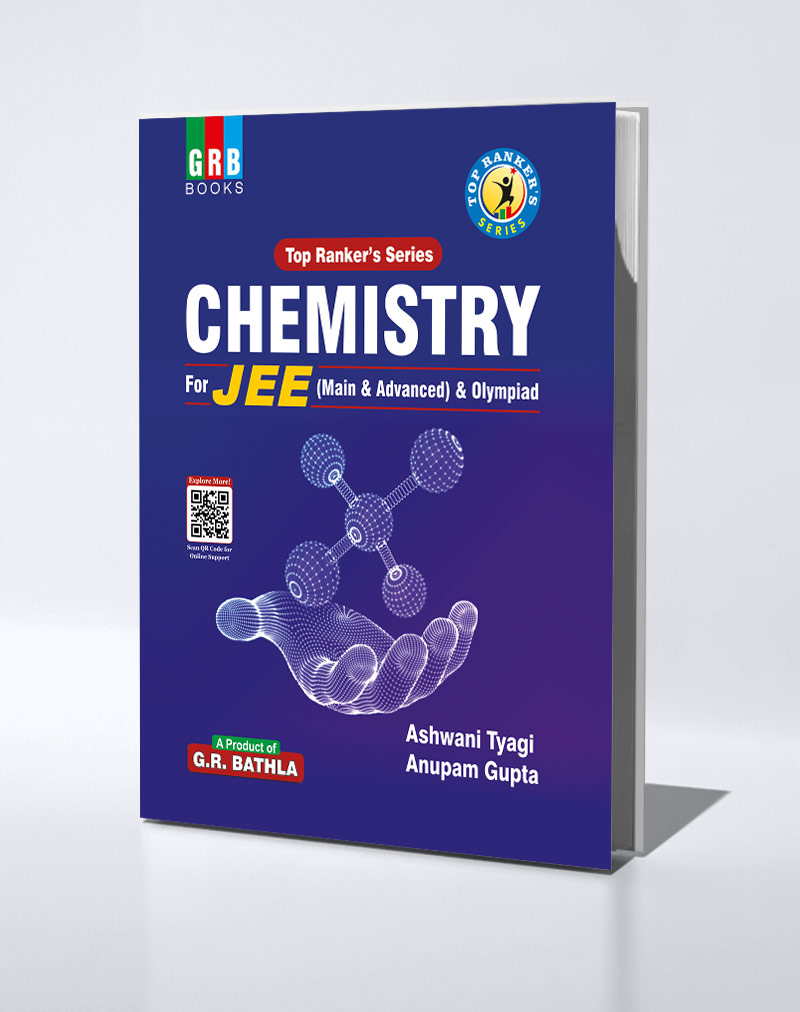 GRB
BOOKS
TOP RANKER'S
SERIES
Top Ranker's Series
CHEMISTRY
For JEE (Main & Advanced) & Olympiad
Explore More!
Scan QR Code for
Online Support
Ashwani Tyagi
Anupam Gupta
A Product of
G.R. BATHLA